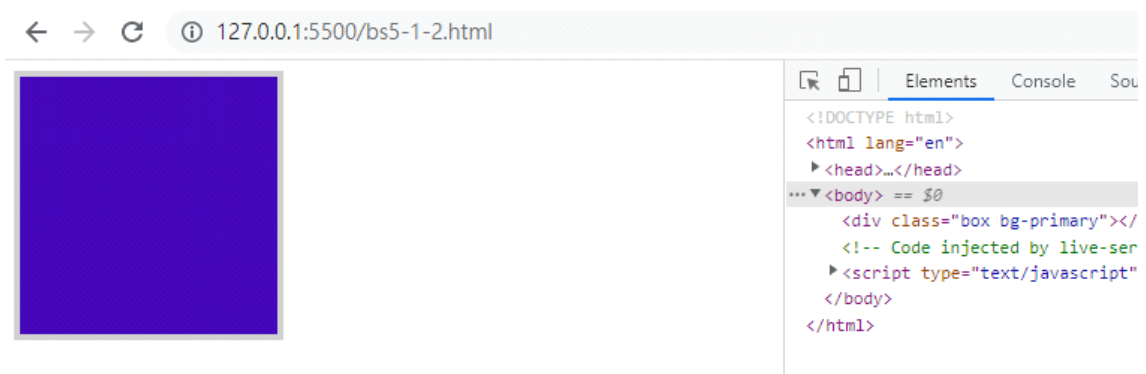 127.0.0.1:5500/bs5-1-2.html
Elements Console Sou
<!DOCTYPE html>
<html lang="en">
<head>…</head>
<body> == $0
<div class="box bg-primary"></
<!-- Code injected by live-ser
<script type="text/javascript"
</body>
</html>